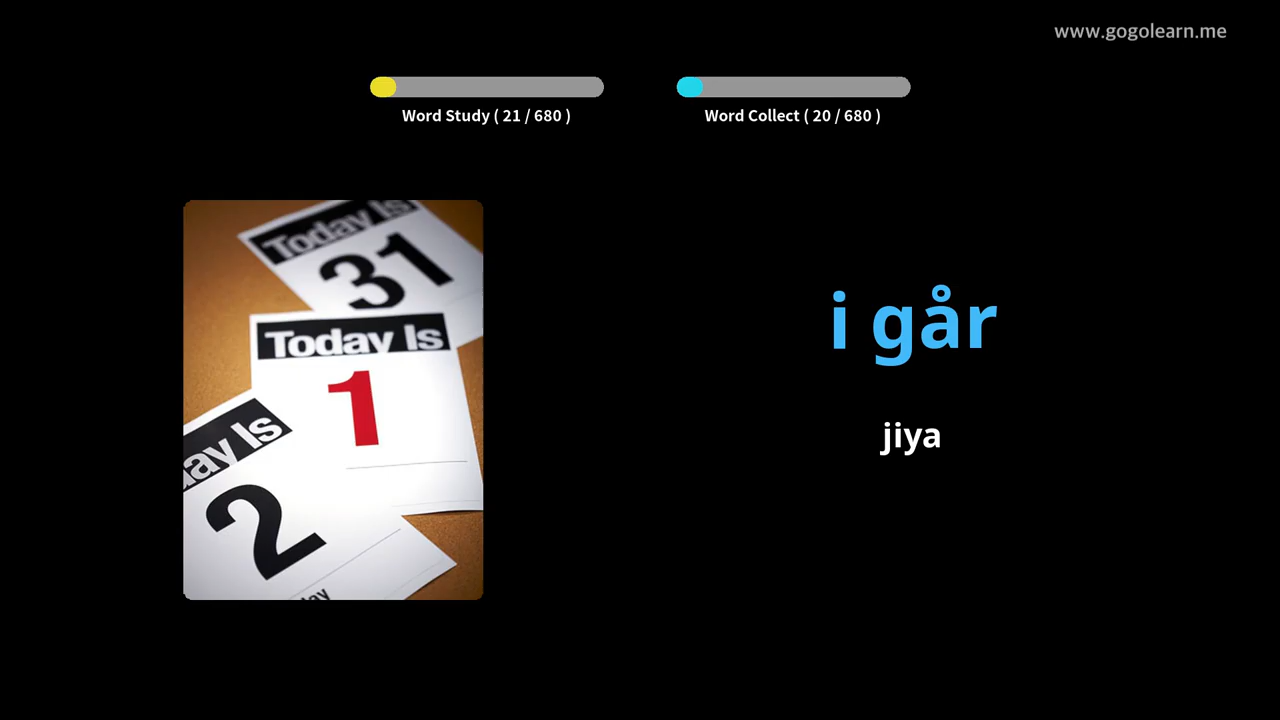 www.gogolearn.me
Word Study ( 21 / 680 )
Word Collect ( 20 / 680 )
Today Is
31
Today Is
1
ay Is
2
i går
jiya